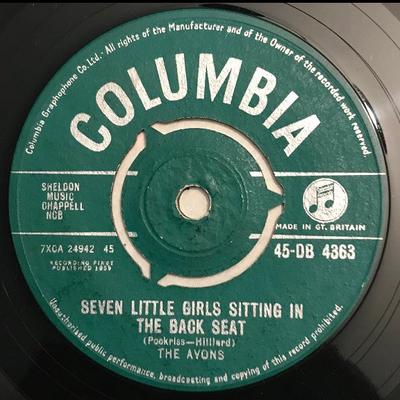 Columbia Graphophone Co. Ltd. All rights of the Manufacturer and of the Owner of the recorded work reserved.
COLUMBIA
SHELDON
MUSIC
CHAPPELL
NCB
MADE IN GT. BRITAIN
7XCA 24942 45
45-DB 4363
RECORDING FIRST
PUBLISHED 1959
SEVEN LITTLE GIRLS SITTING IN
THE BACK SEAT
(Pockriss-Hilliard)
THE AVONS
Unauthorised public performance, broadcasting and copying of this record prohibited.